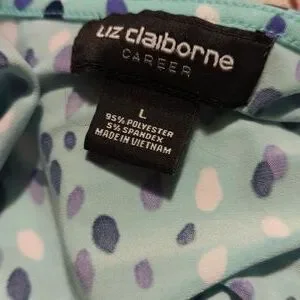 LIZ claiborne
CAREER
L
95% POLYESTER
5% SPANDEX
MADE IN VIETNAM